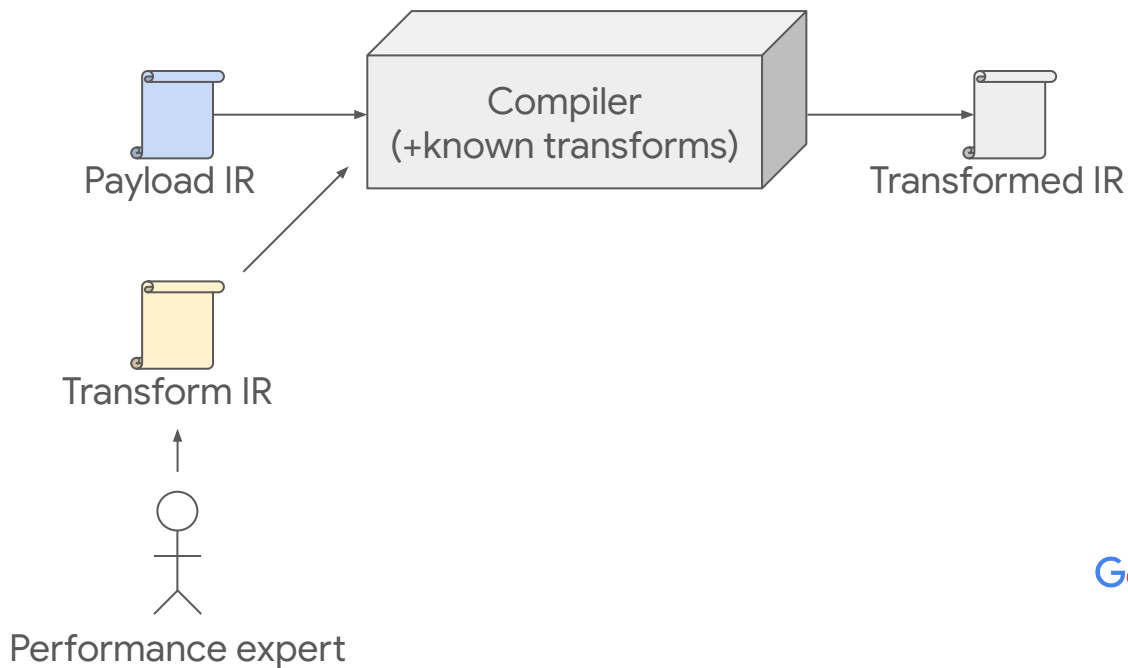 Compiler
(+known transforms)
Payload IR
Transformed IR
Transform IR
Performance expert